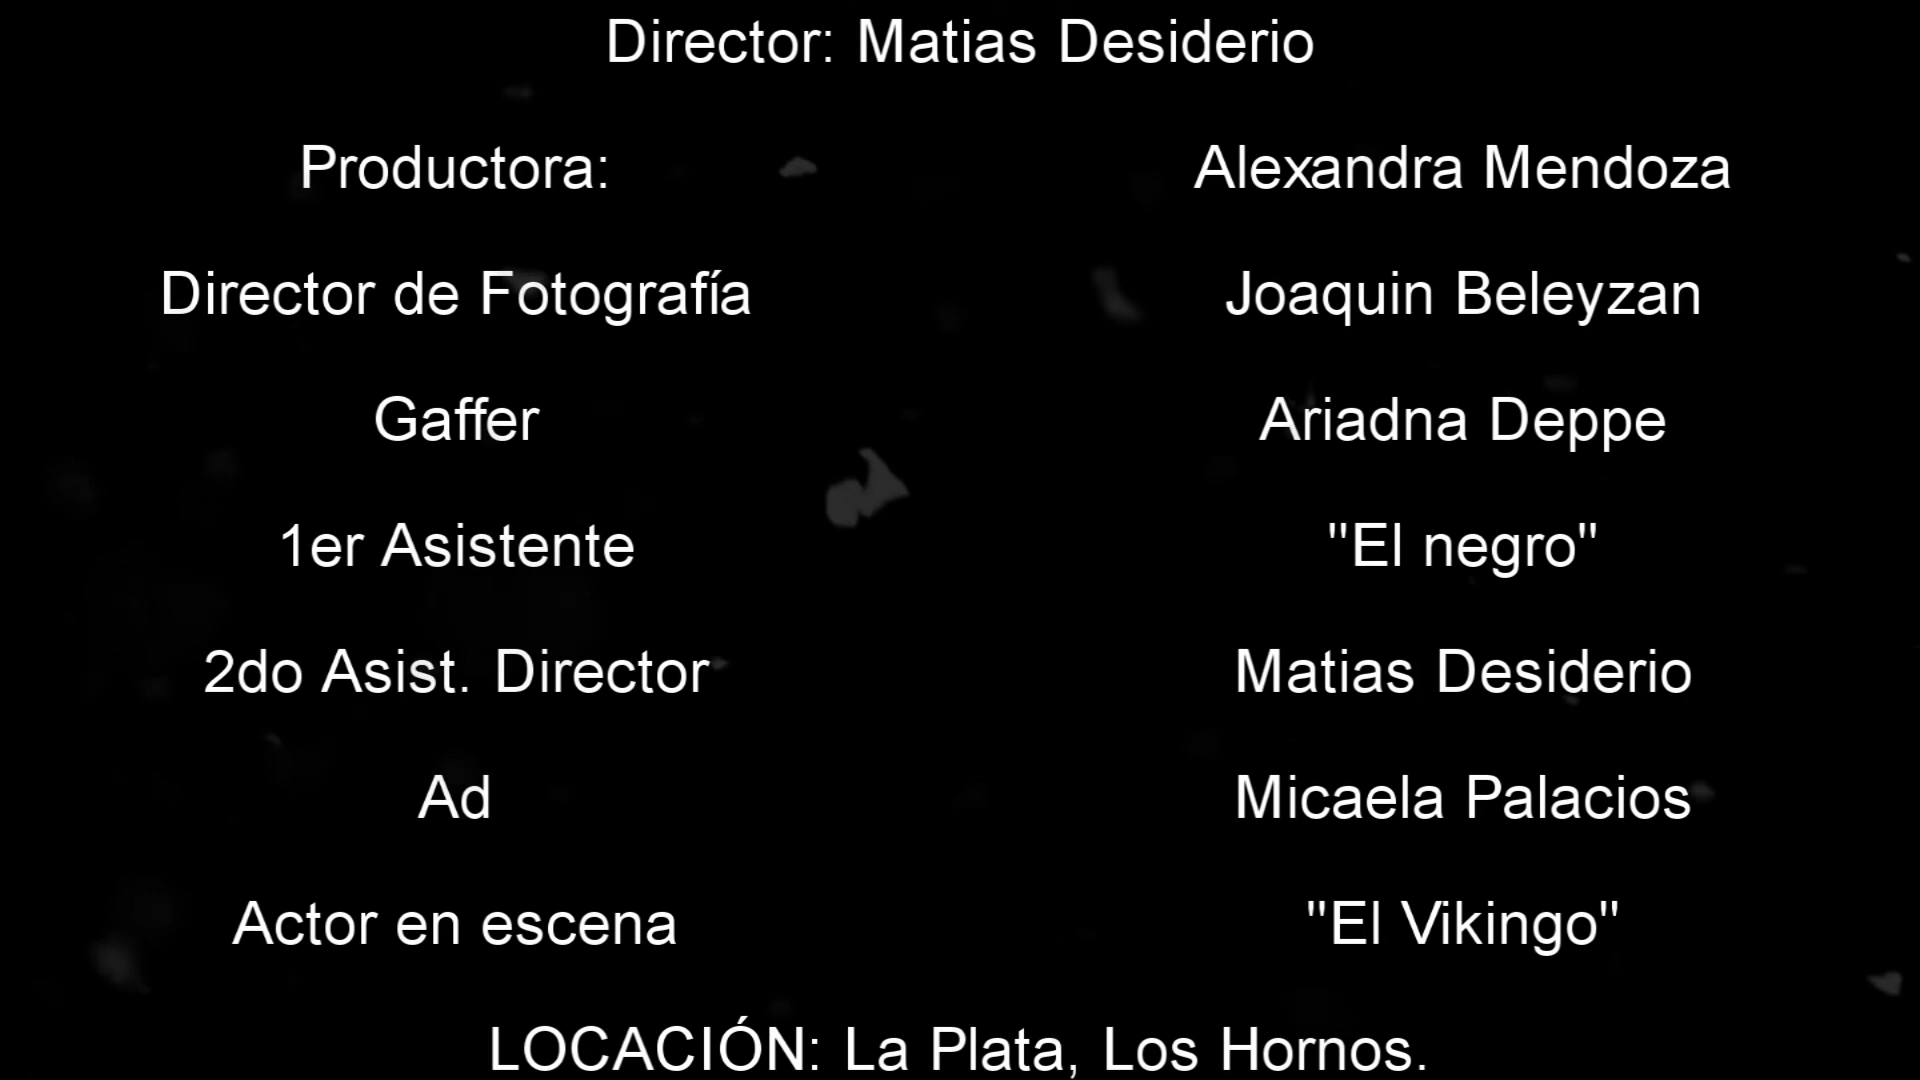 Director: Matias Desiderio
Productora: Alexandra Mendoza
Director de Fotografía Joaquin Beleyzan
Gaffer Ariadna Deppe
1er Asistente "El negro"
2do Asist. Director Matias Desiderio
Ad Micaela Palacios
Actor en escena "El Vikingo"
LOCACIÓN: La Plata, Los Hornos.